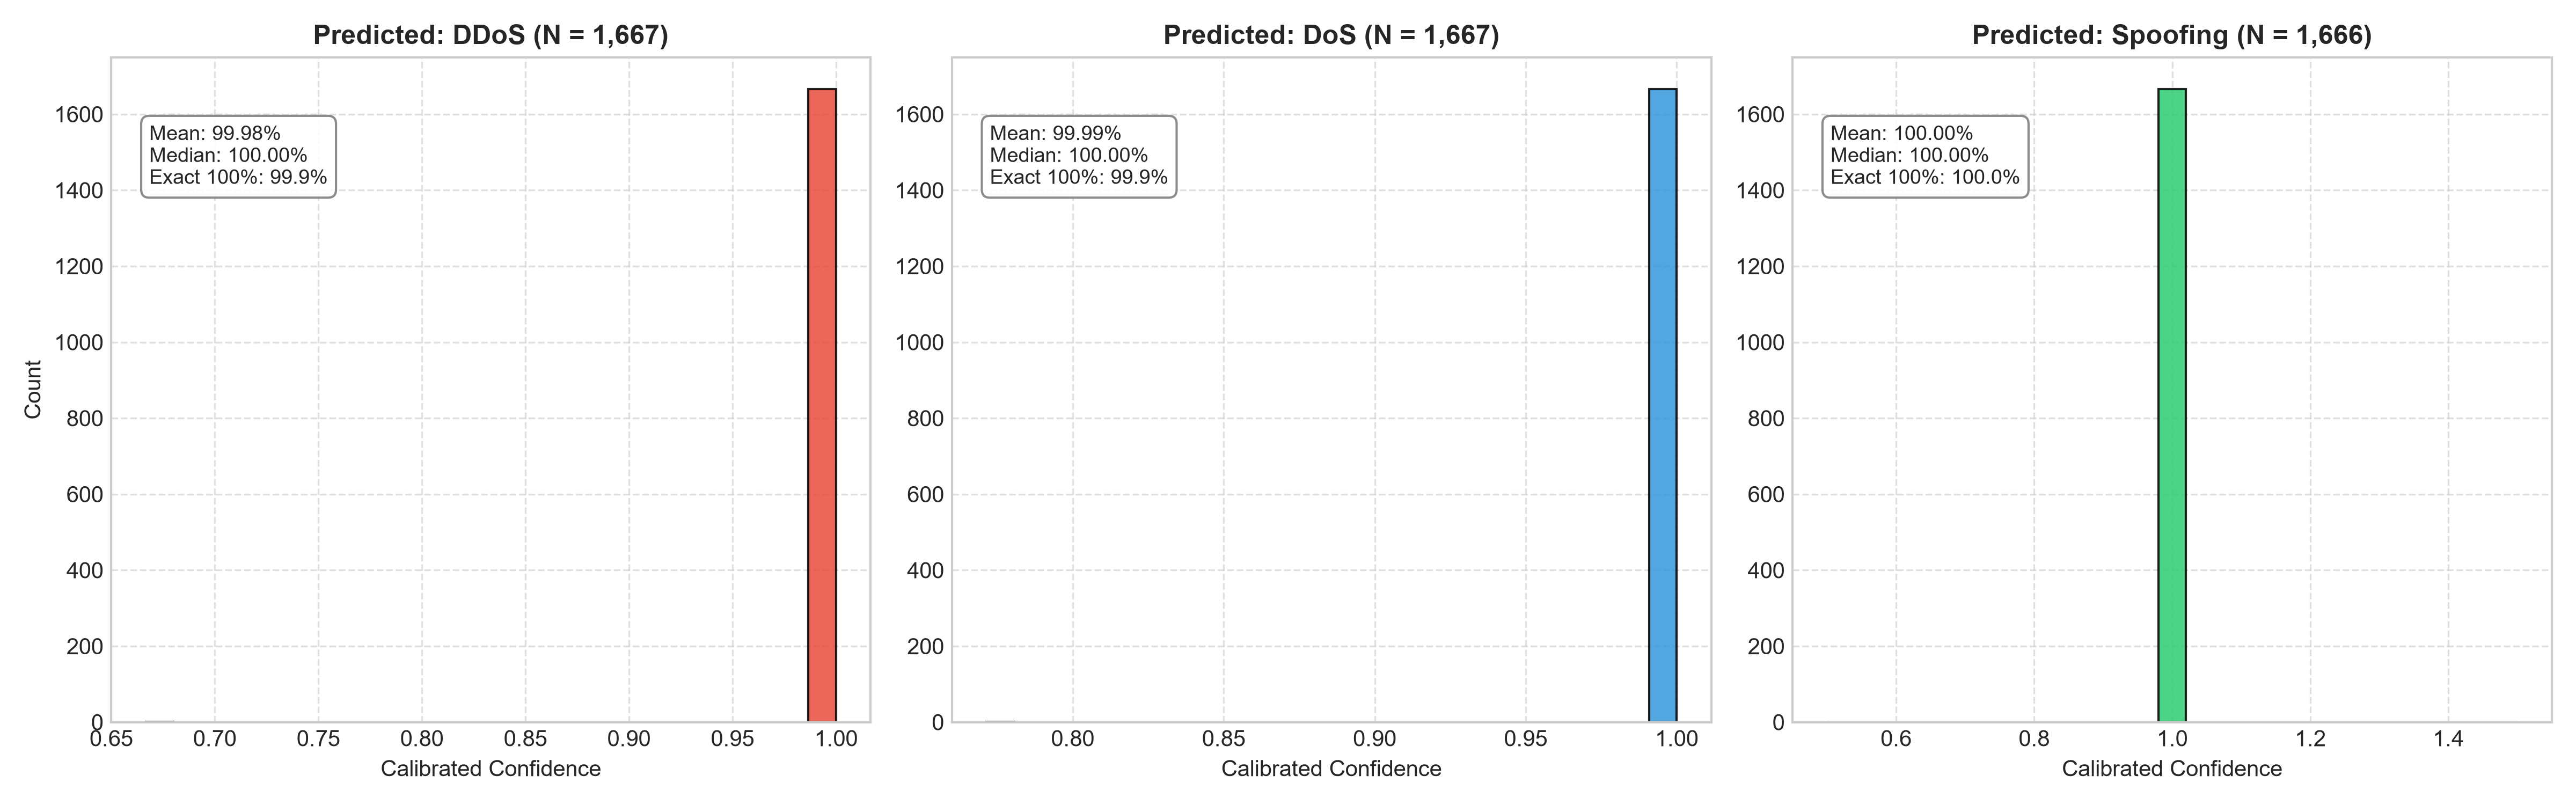 Predicted: DDoS (N = 1,667)
Mean: 99.98%
Median: 100.00%
Exact 100%: 99.9%
Count
1600
1400
1200
1000
800
600
400
200
0
0.65 0.70 0.75 0.80 0.85 0.90 0.95 1.00
Calibrated Confidence
Predicted: DoS (N = 1,667)
Mean: 99.99%
Median: 100.00%
Exact 100%: 99.9%
1600
1400
1200
1000
800
600
400
200
0
0.80 0.85 0.90 0.95 1.00
Calibrated Confidence
Predicted: Spoofing (N = 1,666)
Mean: 100.00%
Median: 100.00%
Exact 100%: 100.0%
1600
1400
1200
1000
800
600
400
200
0
0.6 0.8 1.0 1.2 1.4
Calibrated Confidence